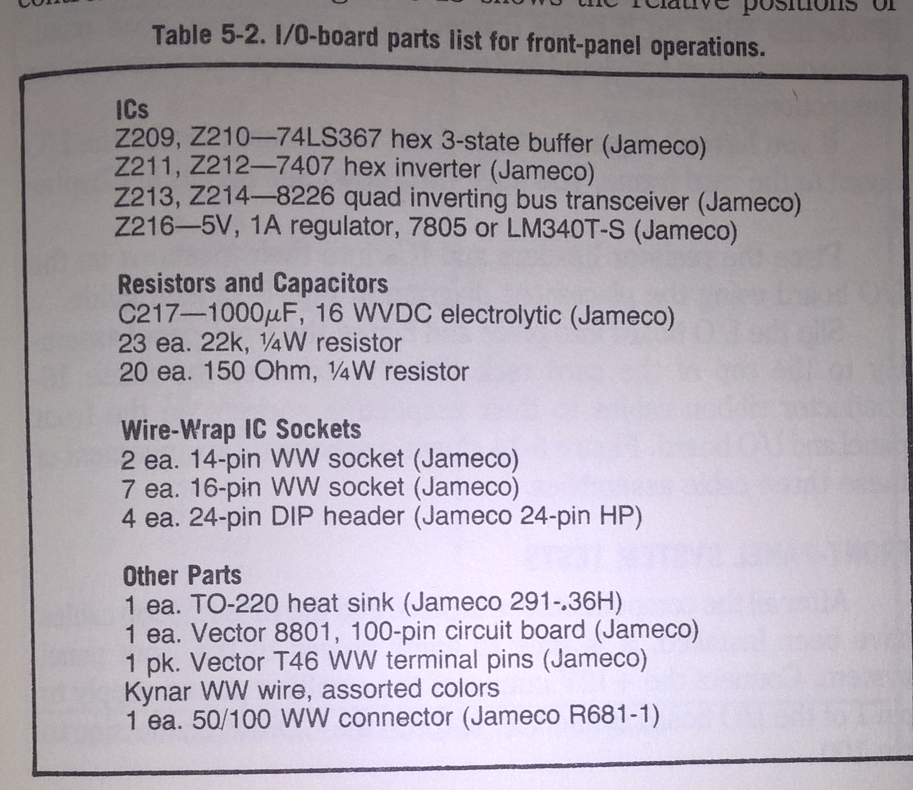 shows the relative positions of
Table 5-2. I/O-board parts list for front-panel operations.
ICs
Z209, Z210—74LS367 hex 3-state buffer (Jameco)
Z211, Z212—7407 hex inverter (Jameco)
Z213, Z214—8226 quad inverting bus transceiver (Jameco)
Z216—5V, 1A regulator, 7805 or LM340T-S (Jameco)
Resistors and Capacitors
C217—1000μF, 16 WVDC electrolytic (Jameco)
23 ea. 22k, ¼W resistor
20 ea. 150 Ohm, ¼W resistor
Wire-Wrap IC Sockets
2 ea. 14-pin WW socket (Jameco)
7 ea. 16-pin WW socket (Jameco)
4 ea. 24-pin DIP header (Jameco 24-pin HP)
Other Parts
1 ea. TO-220 heat sink (Jameco 291-.36H)
1 ea. Vector 8801, 100-pin circuit board (Jameco)
1 pk. Vector T46 WW terminal pins (Jameco)
Kynar WW wire, assorted colors
1 ea. 50/100 WW connector (Jameco R681-1)